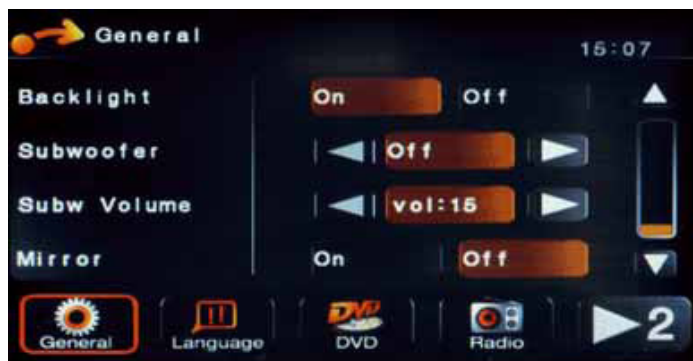 General
15:07
Backlight On Off
Subwoofer Off
Subw Volume vol:15
Mirror On Off
General Language DVD DVD Radio 2